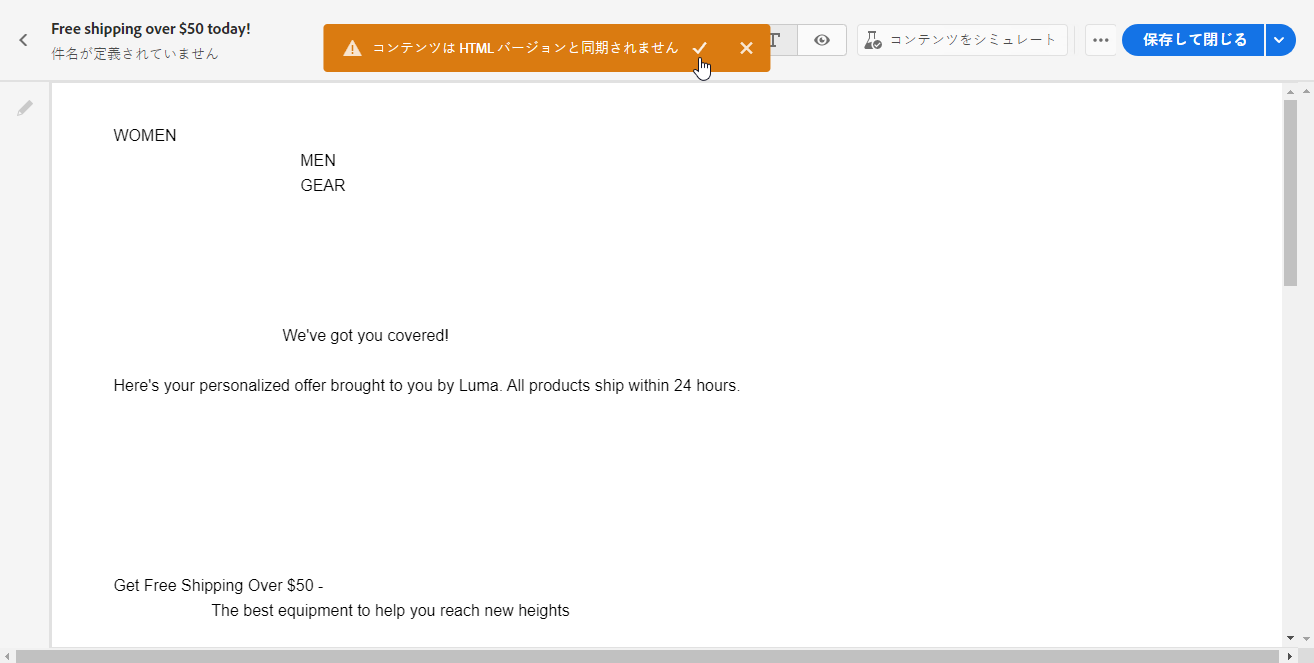 Free shipping over $50 today!
件名が定義されていません
コンテンツは HTML バージョンと同期されません
T
コンテンツをシミュレート
保存して閉じる
WOMEN
MEN
GEAR
We've got you covered!
Here's your personalized offer brought to you by Luma. All products ship within 24 hours.
Get Free Shipping Over $50 -
The best equipment to help you reach new heights